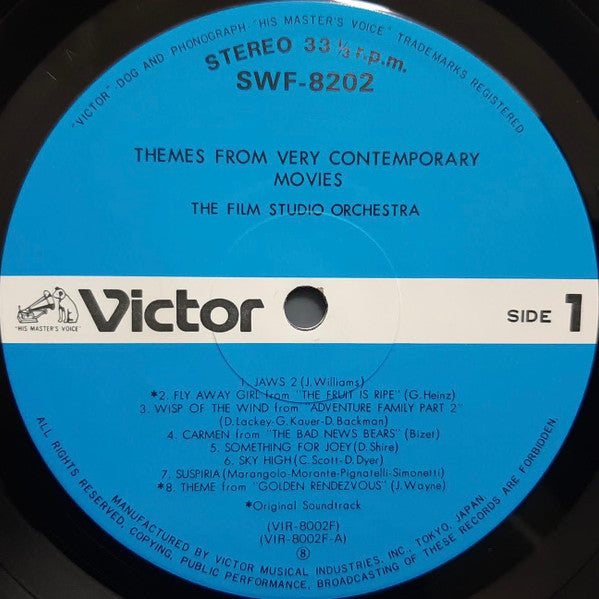 "VICTOR" DOG AND PHONOGRAPH-"HIS MASTER'S VOICE" TRADEMARKS REGISTERED.
STEREO 33 ⅓ r.p.m.
SWF-8202
THEMES FROM VERY CONTEMPORARY
MOVIES
THE FILM STUDIO ORCHESTRA
"HIS MASTER'S VOICE"
Victor
SIDE 1
1. JAWS 2 (J. Williams)
*2. FLY AWAY GIRL from "THE FRUIT IS RIPE" (G. Heinz)
3. WISP OF THE WIND from "ADVENTURE FAMILY PART 2"
(D. Lackey-G. Kauer-D. Backman)
4. CARMEN from "THE BAD NEWS BEARS" (Bizet)
5. SOMETHING FOR JOEY (D. Shire)
6. SKY HIGH (C. Scott-D. Dyer)
7. SUSPIRIA (Marangolo-Morante-Pignatelli-Simonetti)
*8. THEME from "GOLDEN RENDEZVOUS" (J. Wayne)
*Original Soundtrack
(VIR-8002F)
(VIR-8002F-A)
⑧
MANUFACTURED BY VICTOR MUSICAL INDUSTRIES, INC. TOKYO, JAPAN.
ALL RIGHTS RESERVED, COPYING, PUBLIC PERFORMANCE, BROADCASTING OF THESE RECORDS ARE FORBIDDEN.